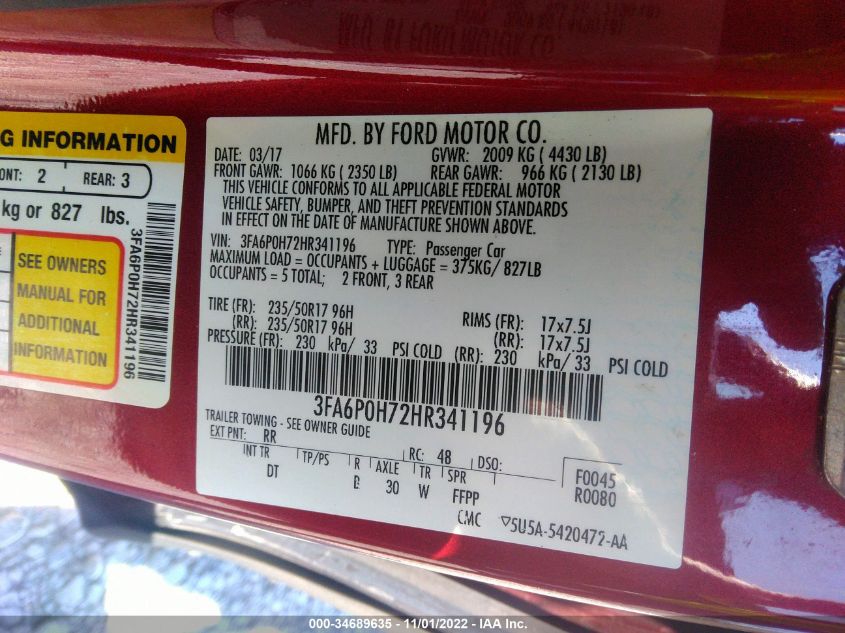 G INFORMATION
ONT: 2 REAR: 3
kg or 827 lbs.
SEE OWNERS
MANUAL FOR
ADDITIONAL
INFORMATION
3FA6P0H72HR341196
MFD. BY FORD MOTOR CO.
DATE: 03/17 GVWR: 2009 KG ( 4430 LB)
FRONT GAWR: 1066 KG ( 2350 LB) REAR GAWR: 966 KG ( 2130 LB)
THIS VEHICLE CONFORMS TO ALL APPLICABLE FEDERAL MOTOR
VEHICLE SAFETY, BUMPER, AND THEFT PREVENTION STANDARDS
IN EFFECT ON THE DATE OF MANUFACTURE SHOWN ABOVE.
VIN: 3FA6P0H72HR341196 TYPE: Passenger Car
MAXIMUM LOAD = OCCUPANTS + LUGGAGE = 375KG/ 827LB
OCCUPANTS = 5 TOTAL; 2 FRONT, 3 REAR
TIRE (FR): 235/50R17 96H RIMS (FR): 17x7.5J
(RR): 235/50R17 96H (RR): 17x7.5J
PRESSURE (FR): 230 kPa/ 33 PSI COLD (RR): 230 kPa/ 33 PSI COLD
3FA6P0H72HR341196
TRAILER TOWING - SEE OWNER GUIDE
EXT PNT: RR RC: 48 DSO: F0045
INT TR TP/PS R AXLE TR SPR R0080
DT 30 W FFPP
CMC ▽5U5A-5420472-AA
000-34689635 - 11/01/2022 - IAA Inc.